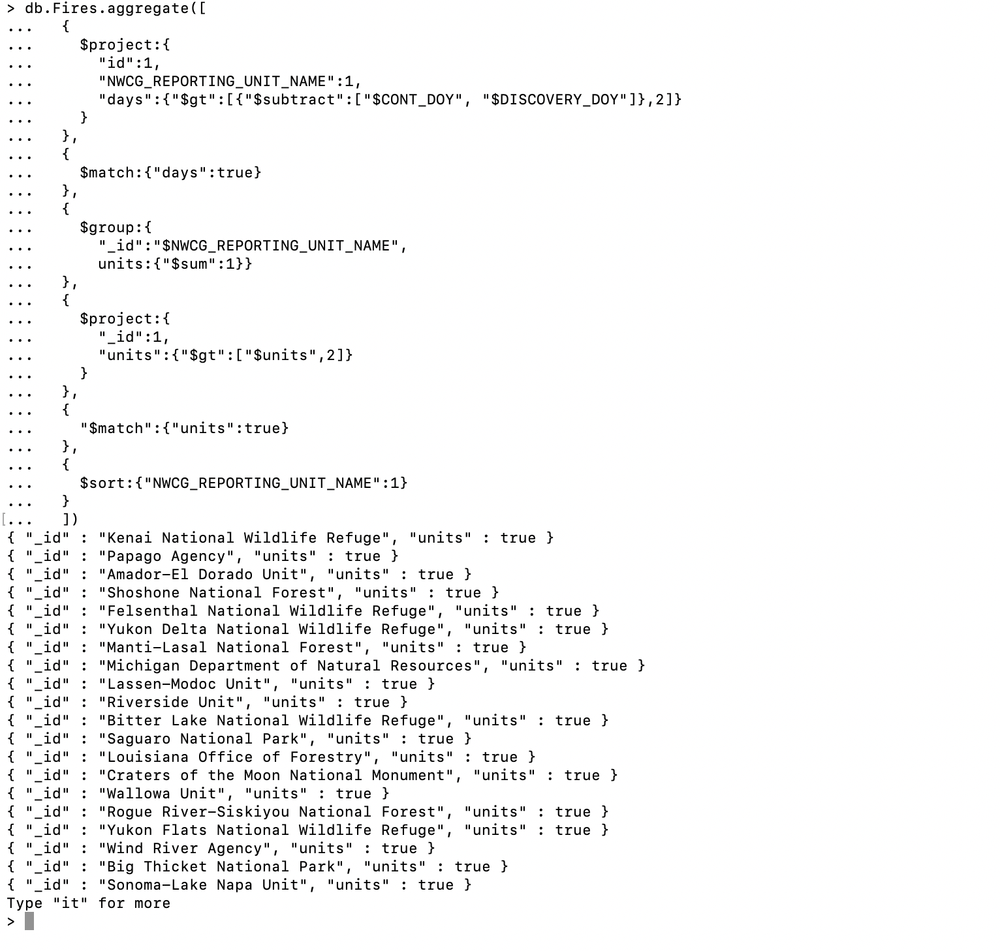 > db.Fires.aggregate([
...   {
...     $project:{
...       "id":1,
...       "NWCG_REPORTING_UNIT_NAME":1,
...       "days":{"$gt":[{"$subtract":["$CONT_DOY", "$DISCOVERY_DOY"]},2]}
...     }
...   },
...   {
...     $match:{"days":true}
...   },
...   {
...     $group:{
...       "_id":"$NWCG_REPORTING_UNIT_NAME",
...       units:{"$sum":1}}
...   },
...   {
...     $project:{
...       "_id":1,
...       "units":{"$gt":["$units",2]}
...     }
...   },
...   {
...     "$match":{"units":true}
...   },
...   {
...     $sort:{"NWCG_REPORTING_UNIT_NAME":1}
...   }
[...   ])
{ "_id" : "Kenai National Wildlife Refuge", "units" : true }
{ "_id" : "Papago Agency", "units" : true }
{ "_id" : "Amador-El Dorado Unit", "units" : true }
{ "_id" : "Shoshone National Forest", "units" : true }
{ "_id" : "Felsenthal National Wildlife Refuge", "units" : true }
{ "_id" : "Yukon Delta National Wildlife Refuge", "units" : true }
{ "_id" : "Manti-Lasal National Forest", "units" : true }
{ "_id" : "Michigan Department of Natural Resources", "units" : true }
{ "_id" : "Lassen-Modoc Unit", "units" : true }
{ "_id" : "Riverside Unit", "units" : true }
{ "_id" : "Bitter Lake National Wildlife Refuge", "units" : true }
{ "_id" : "Saguaro National Park", "units" : true }
{ "_id" : "Louisiana Office of Forestry", "units" : true }
{ "_id" : "Craters of the Moon National Monument", "units" : true }
{ "_id" : "Wallowa Unit", "units" : true }
{ "_id" : "Rogue River-Siskiyou National Forest", "units" : true }
{ "_id" : "Yukon Flats National Wildlife Refuge", "units" : true }
{ "_id" : "Wind River Agency", "units" : true }
{ "_id" : "Big Thicket National Park", "units" : true }
{ "_id" : "Sonoma-Lake Napa Unit", "units" : true }
Type "it" for more
>